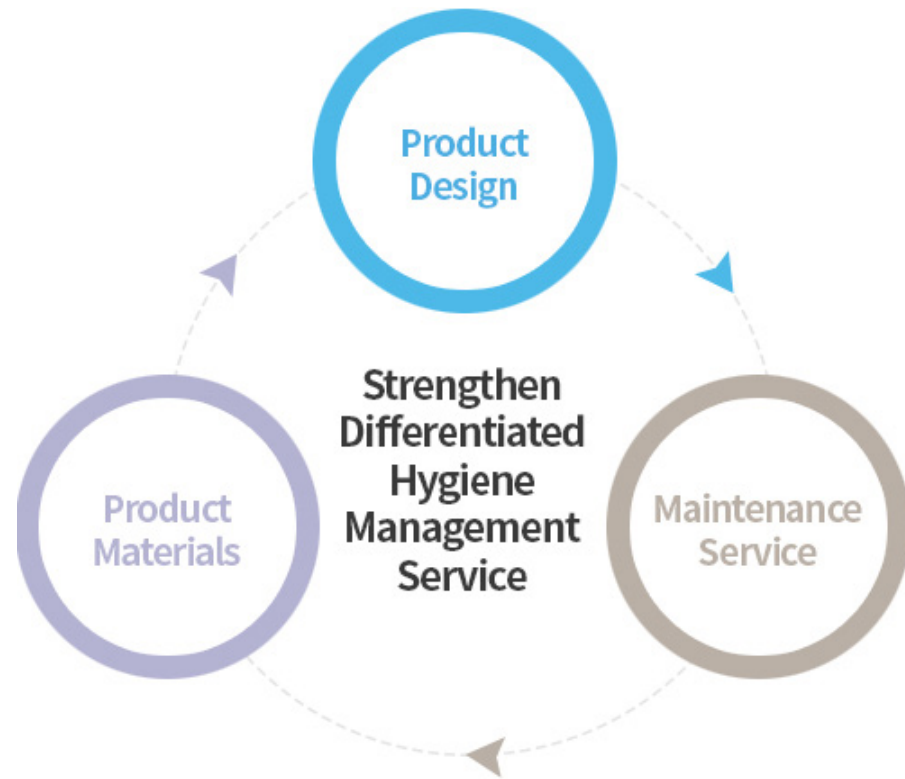 Product
Design
Strengthen
Differentiated
Hygiene
Management
Service
Product
Materials
Maintenance
Service